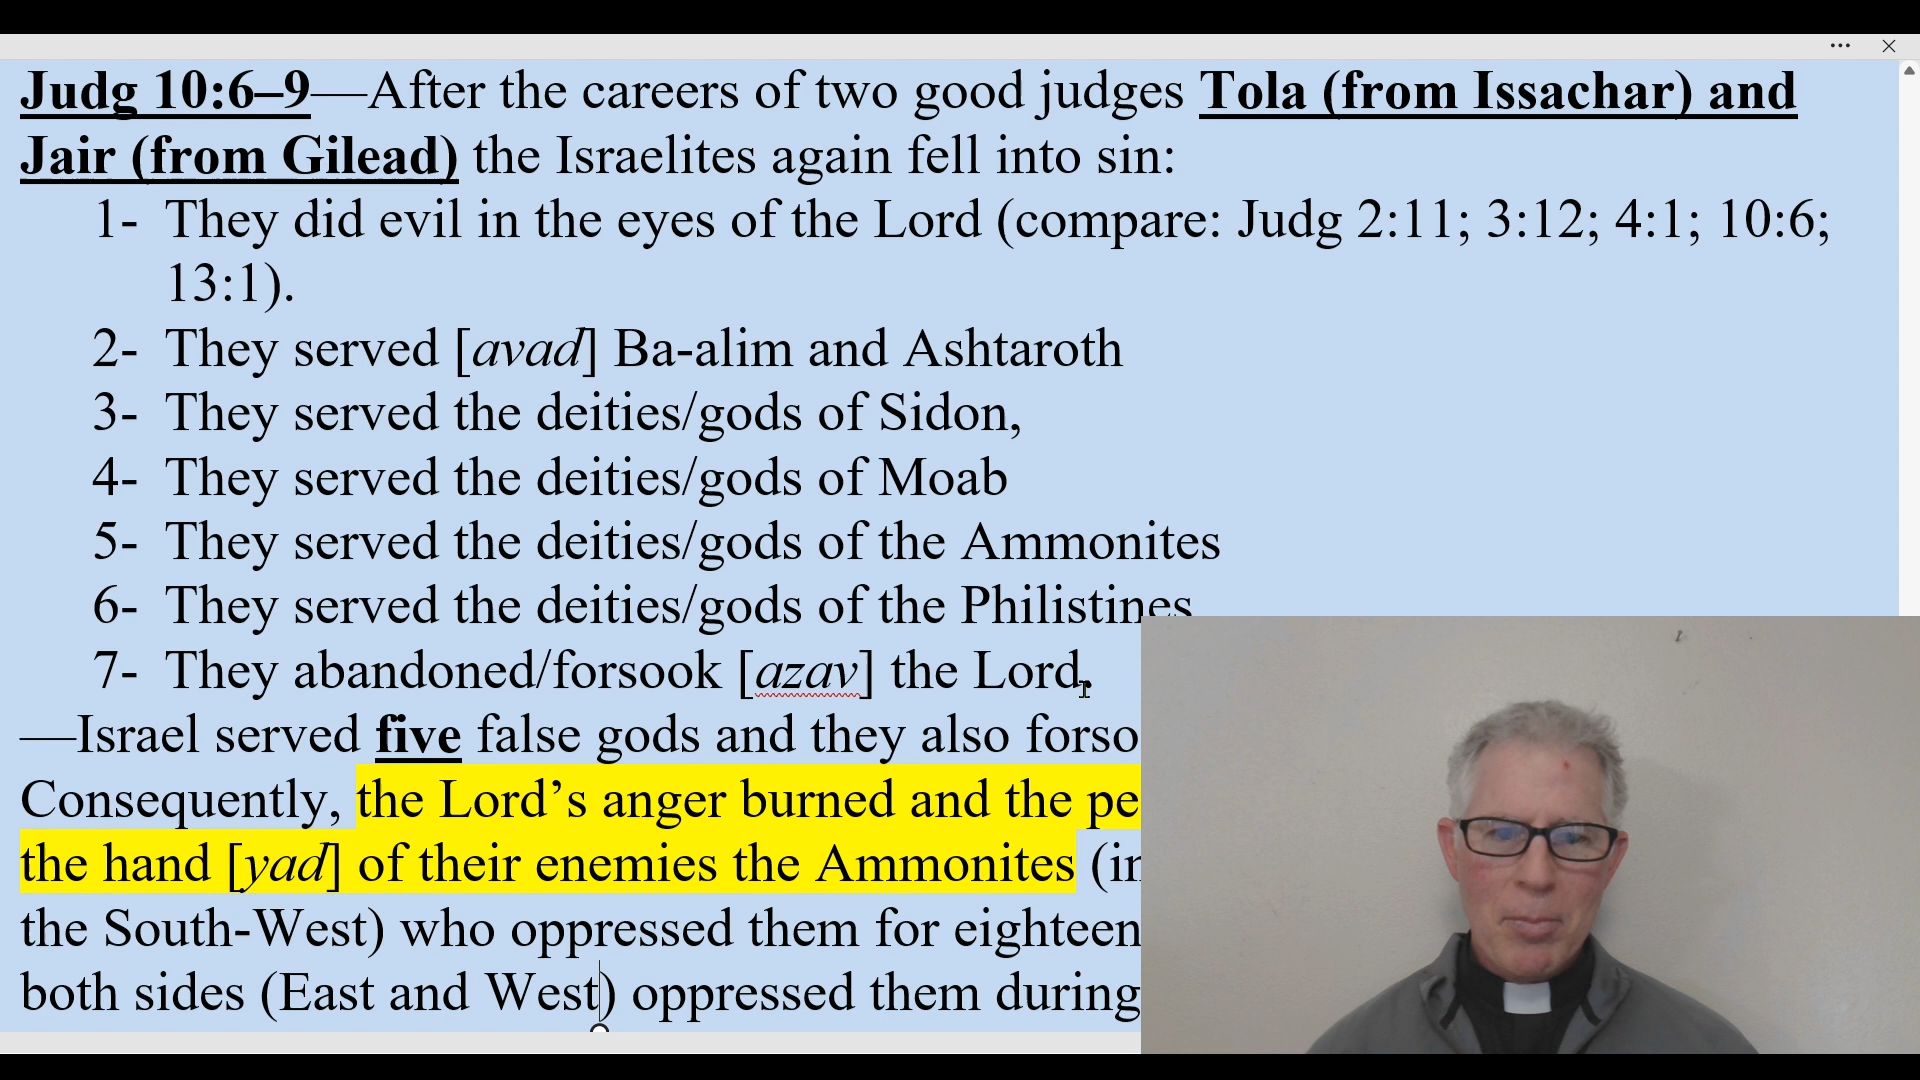 Judg 10:6–9—After the careers of two good judges Tola (from Issachar) and
Jair (from Gilead) the Israelites again fell into sin:
1- They did evil in the eyes of the Lord (compare: Judg 2:11; 3:12; 4:1; 10:6;
13:1).
2- They served [avad] Ba-alim and Ashtaroth
3- They served the deities/gods of Sidon,
4- They served the deities/gods of Moab
5- They served the deities/gods of the Ammonites
6- They served the deities/gods of the Philistines
7- They abandoned/forsook [azav] the Lord.
—Israel served five false gods and they also
Consequently, the Lord’s anger burned and the
the hand [yad] of their enemies the Ammonites
the South-West) who oppressed them for eighteen
both sides (East and West) oppressed them during